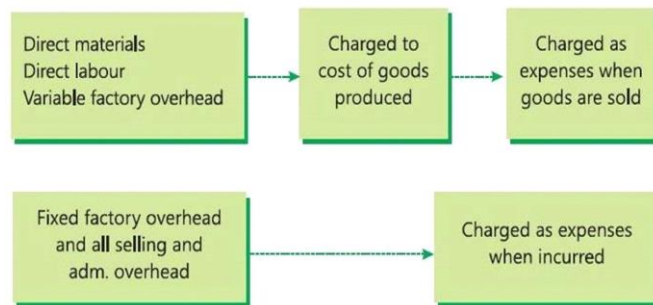 Direct materials
Direct labour
Variable factory overhead
Charged to
cost of goods
produced
Charged as
expenses when
goods are sold
Fixed factory overhead
and all selling and
adm. overhead
Charged as expenses
when incurred